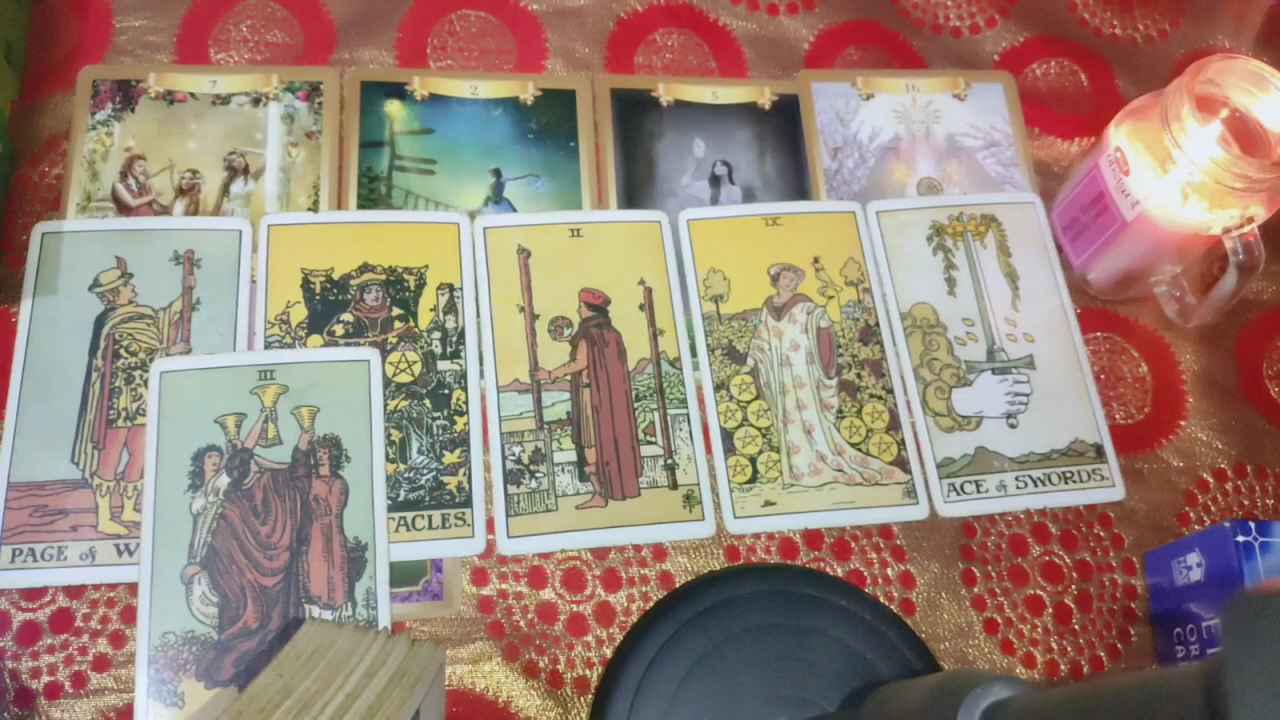 7
2
5
16
II
IX
ACE of SWORDS.
PAGE of W
TACLES.
III